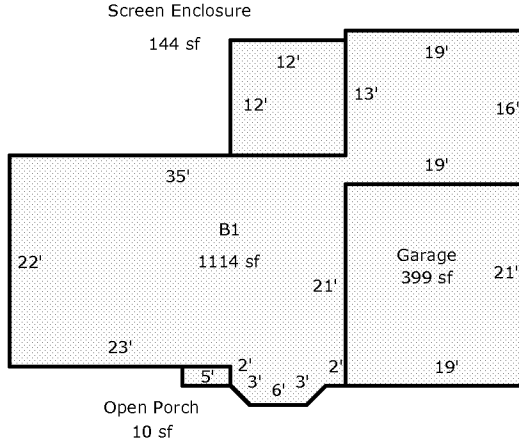 Screen Enclosure
144 sf
12'
19'
12'
13'
16'
19'
35'
B1
1114 sf
Garage
399 sf
22'
21'
21'
23'
2'
2'
5'
3'
6'
3'
19'
Open Porch
10 sf